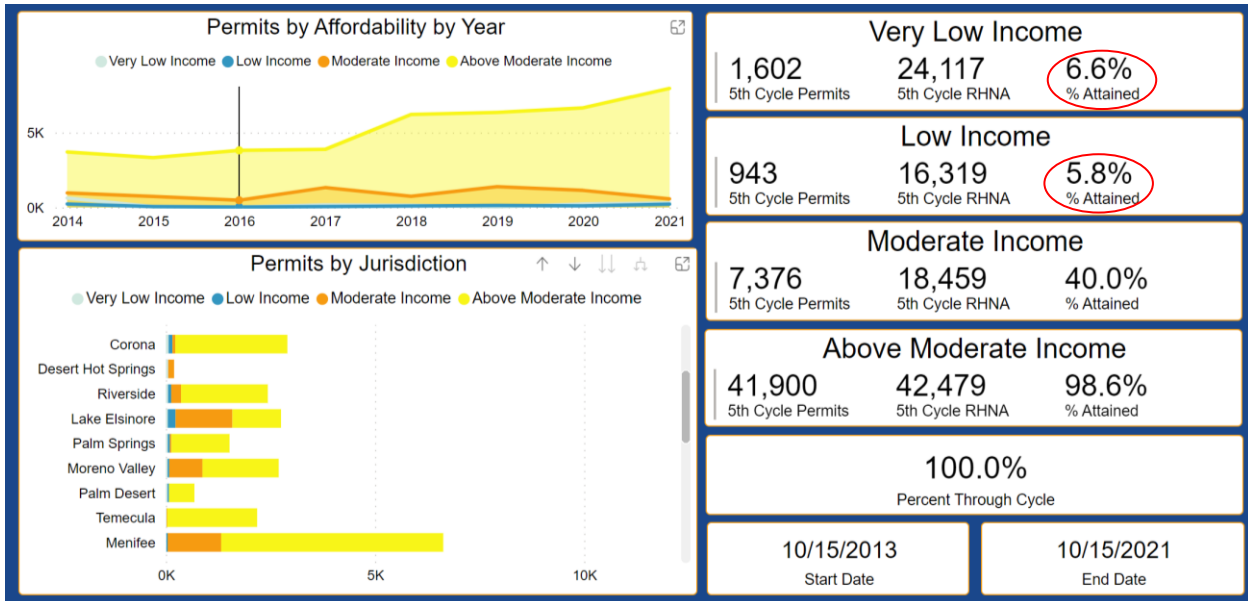 Permits by Affordability by Year
Very Low Income Low Income Moderate Income Above Moderate Income
5K
0K
2014 2015 2016 2017 2018 2019 2020 2021
Permits by Jurisdiction
Very Low Income Low Income Moderate Income Above Moderate Income
Corona
Desert Hot Springs
Riverside
Lake Elsinore
Palm Springs
Moreno Valley
Palm Desert
Temecula
Menifee
0K 5K 10K
Very Low Income
1,602 24,117 6.6%
5th Cycle Permits 5th Cycle RHNA % Attained
Low Income
943 16,319 5.8%
5th Cycle Permits 5th Cycle RHNA % Attained
Moderate Income
7,376 18,459 40.0%
5th Cycle Permits 5th Cycle RHNA % Attained
Above Moderate Income
41,900 42,479 98.6%
5th Cycle Permits 5th Cycle RHNA % Attained
100.0%
Percent Through Cycle
10/15/2013 10/15/2021
Start Date End Date